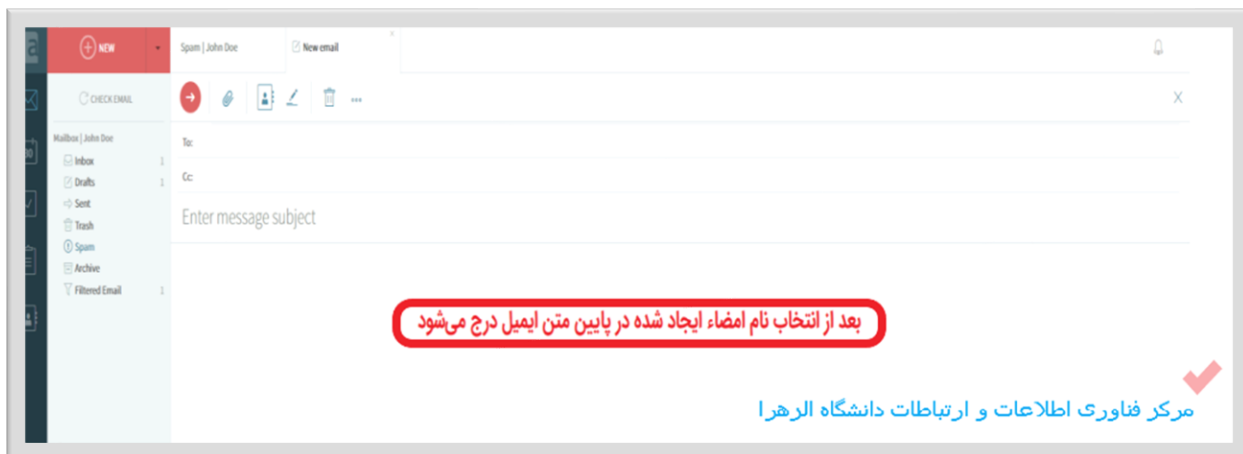 NEW
Spam | John Doe
New email
CHECK EMAIL
Mailbox | John Doe
Inbox 1
Drafts 1
Sent
Trash
Spam
Archive
Filtered Email 1
To:
Cc:
Enter message subject
بعد از انتخاب نام امضاء ایجاد شده در پایین متن ایمیل درج می‌شود
مرکز فناوری اطلاعات و ارتباطات دانشگاه الزهرا